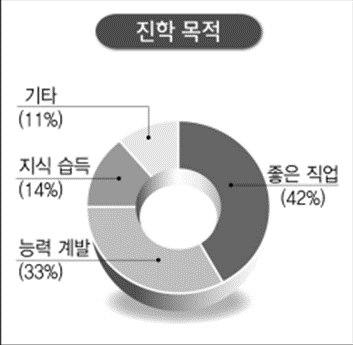 진학 목적
기타
(11%)
지식 습득
(14%)
능력 계발
(33%)
좋은 직업
(42%)